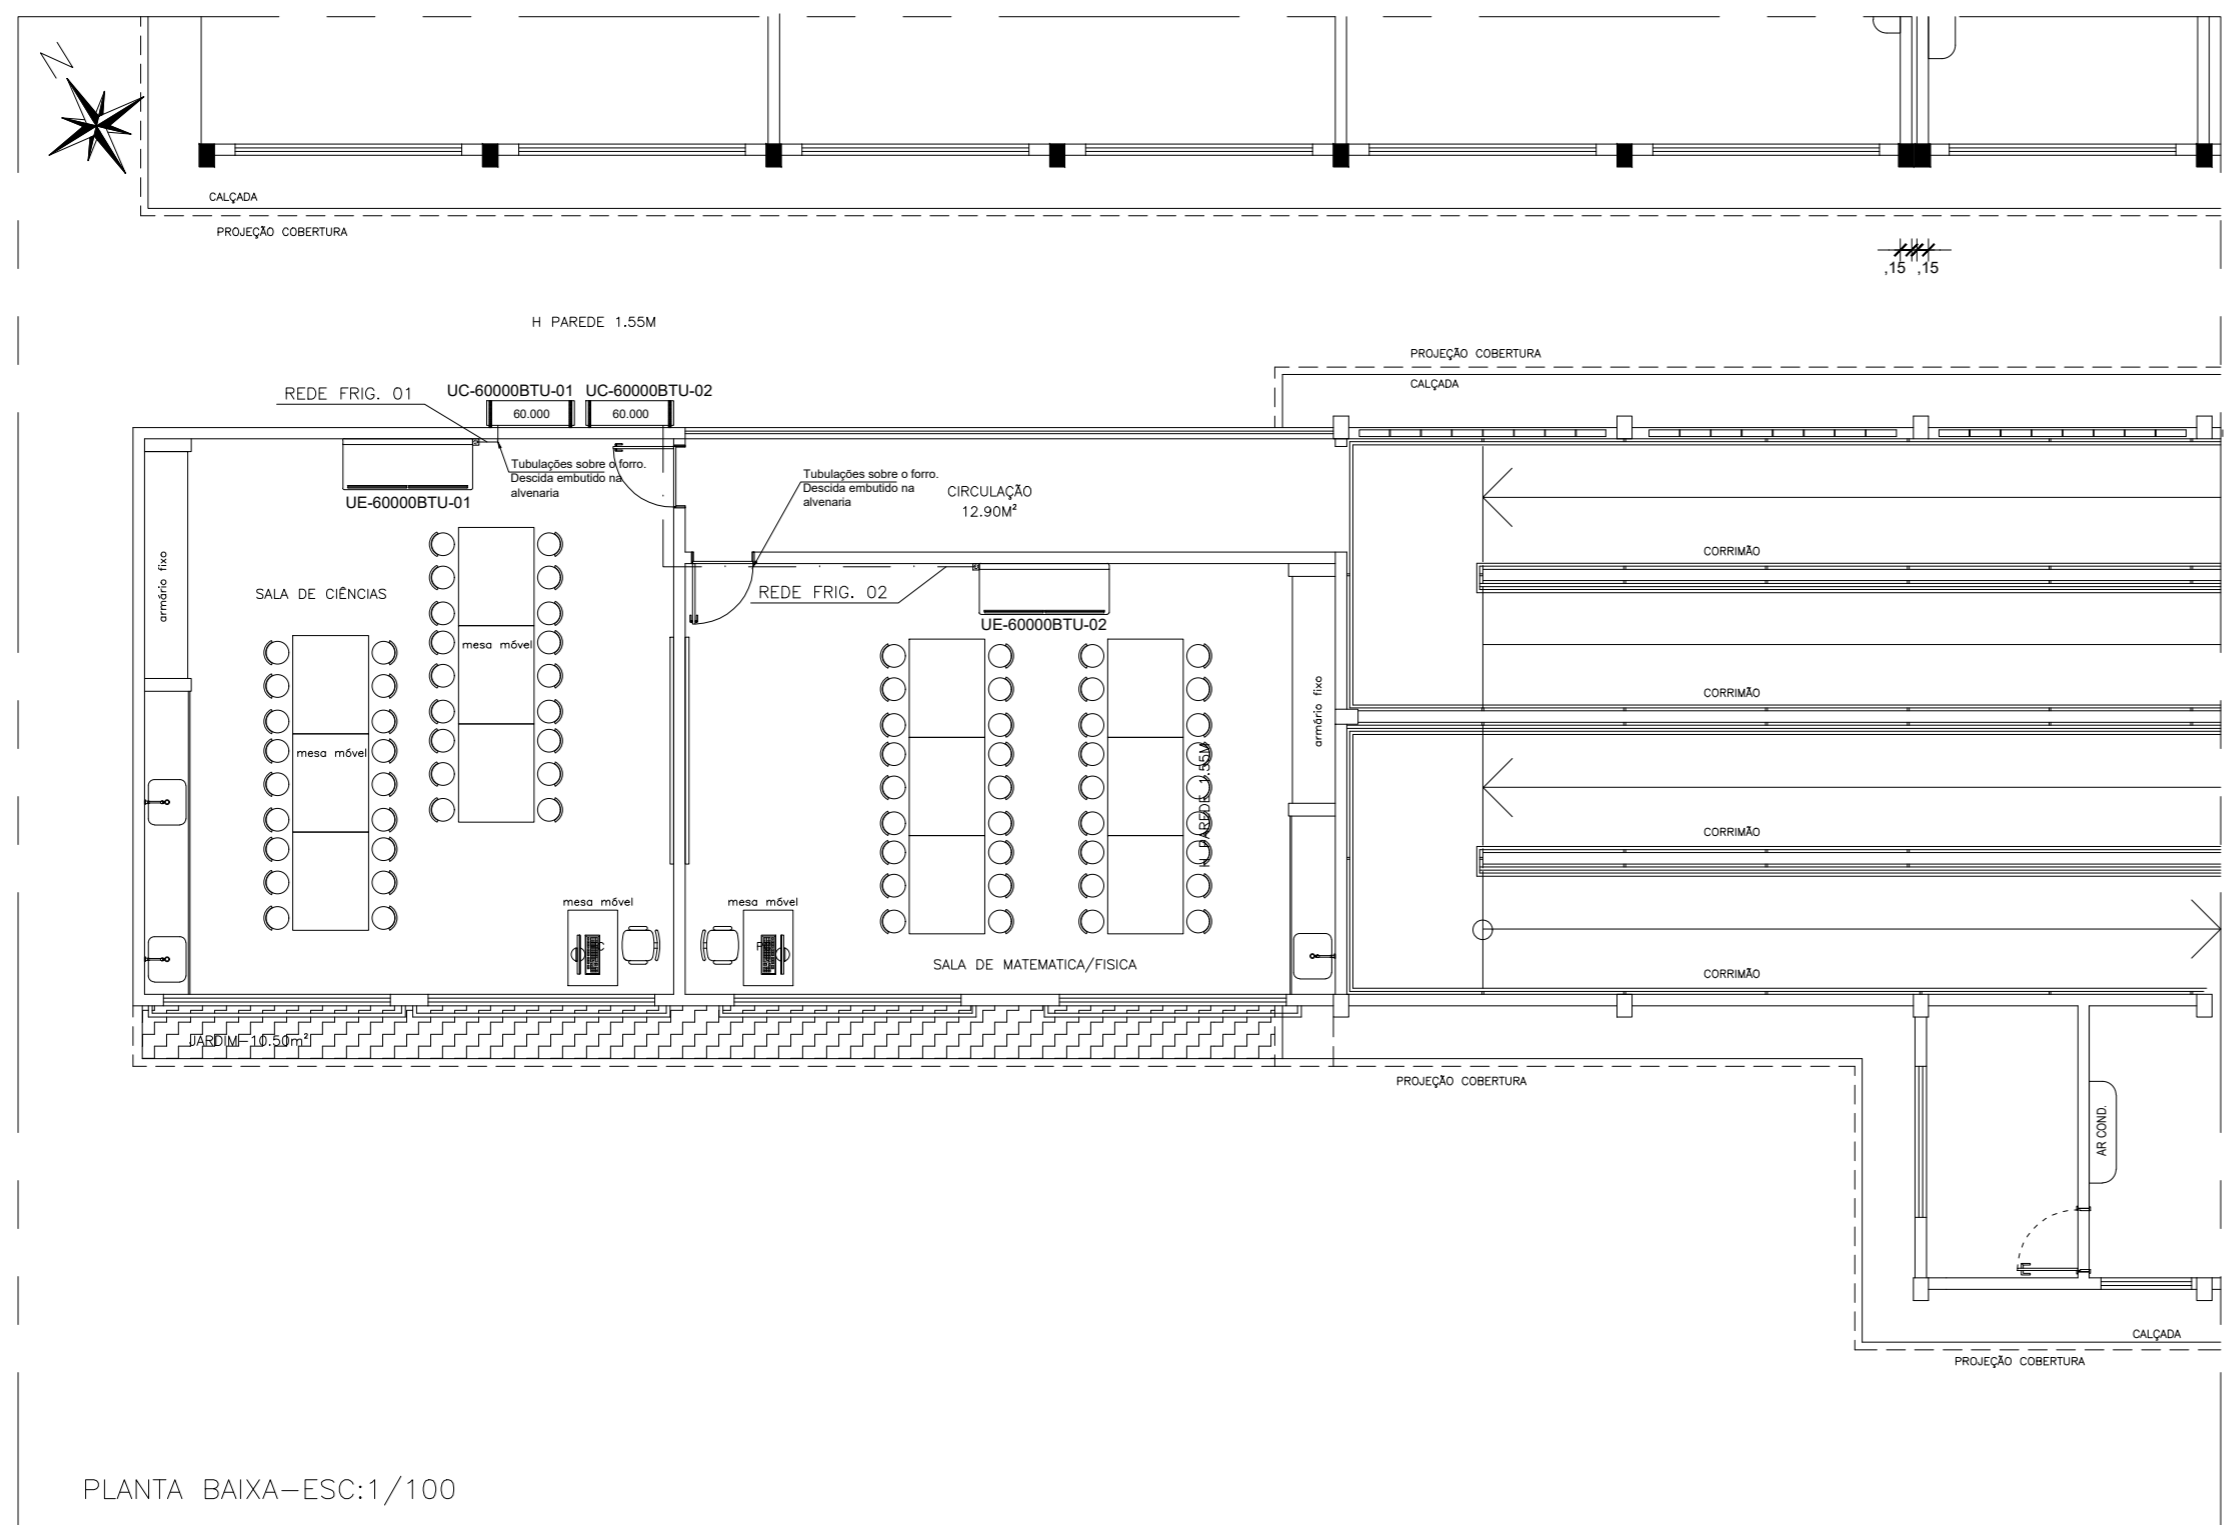 N
CALÇADA
PROJEÇÃO COBERTURA
,15 ,15
H PAREDE 1.55M
PROJEÇÃO COBERTURA
CALÇADA
REDE FRIG. 01
UC-60000BTU-01
UC-60000BTU-02
60.000
60.000
Tubulações sobre o forro.
Descida embutido na
alvenaria
UE-60000BTU-01
Tubulações sobre o forro.
Descida embutido na
alvenaria
CIRCULAÇÃO
12.90M²
CORRIMÃO
armário fixo
SALA DE CIÊNCIAS
REDE FRIG. 02
UE-60000BTU-02
mesa móvel
mesa móvel
armário fixo
CORRIMÃO
H PAREDE 1.55M
CORRIMÃO
mesa móvel
mesa móvel
SALA DE MATEMATICA/FISICA
CORRIMÃO
JARDIM-10.50m²
PROJEÇÃO COBERTURA
AR COND.
CALÇADA
PROJEÇÃO COBERTURA
PLANTA BAIXA-ESC:1/100